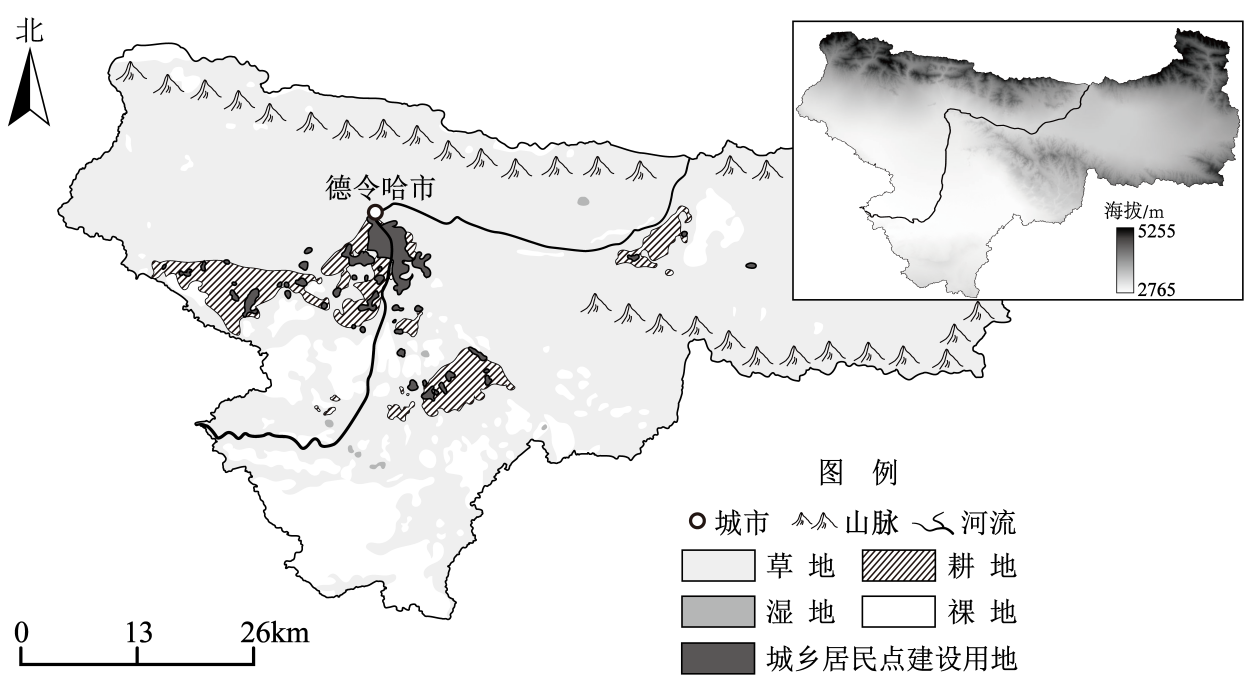 北
德令哈市
海拔/m
5255
2765
图 例
城市 山脉 河流
草 地 耕 地
湿 地 裸 地
城乡居民点建设用地
0 13 26km